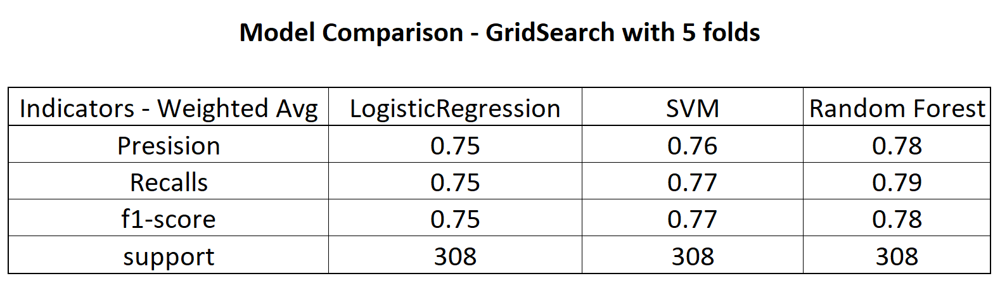 Model Comparison - GridSearch with 5 folds
Indicators - Weighted Avg LogisticRegression SVM Random Forest
Presision 0.75 0.76 0.78
Recalls 0.75 0.77 0.79
f1-score 0.75 0.77 0.78
support 308 308 308